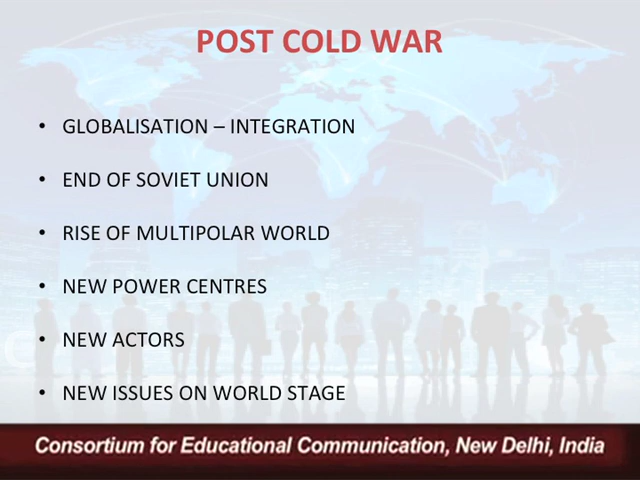 POST COLD WAR
• GLOBALISATION – INTEGRATION
• END OF SOVIET UNION
• RISE OF MULTIPOLAR WORLD
• NEW POWER CENTRES
• NEW ACTORS
• NEW ISSUES ON WORLD STAGE
Consortium for Educational Communication, New Delhi, India